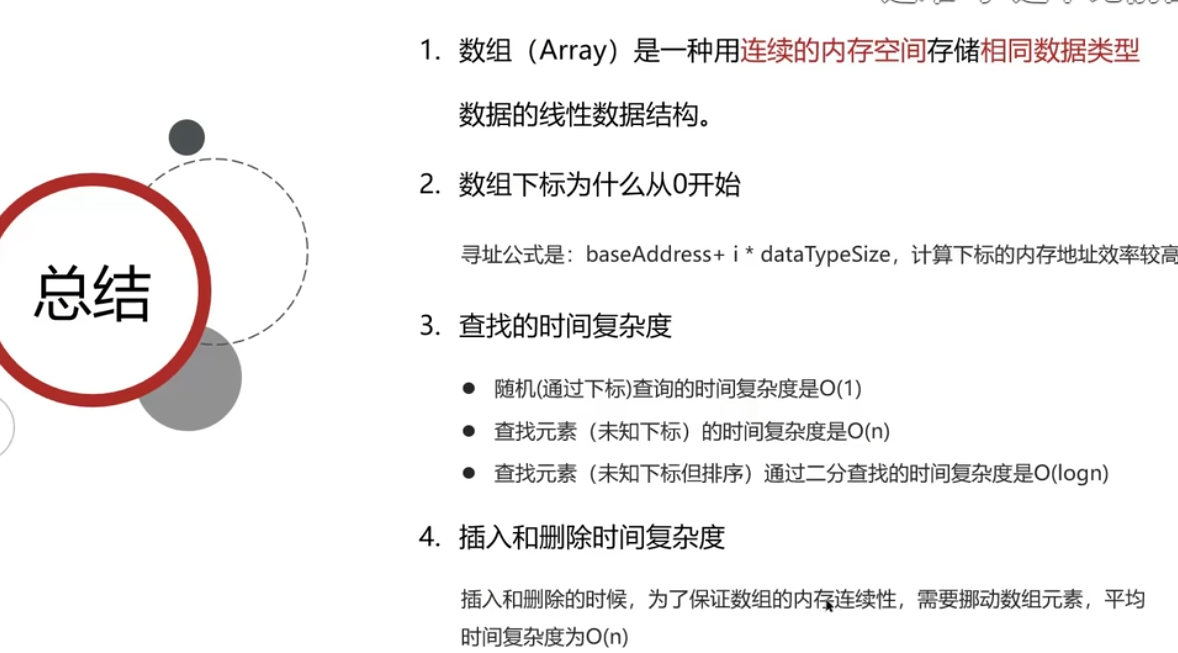 总结
1. 数组（Array）是一种用连续的内存空间存储相同数据类型
数据的线性数据结构。
2. 数组下标为什么从0开始
寻址公式是：baseAddress+ i * dataTypeSize，计算下标的内存地址效率较高
3. 查找的时间复杂度
● 随机(通过下标)查询的时间复杂度是O(1)
● 查找元素（未知下标）的时间复杂度是O(n)
● 查找元素（未知下标但排序）通过二分查找的时间复杂度是O(logn)
4. 插入和删除时间复杂度
插入和删除的时候，为了保证数组的内存连续性，需要挪动数组元素，平均
时间复杂度为O(n)